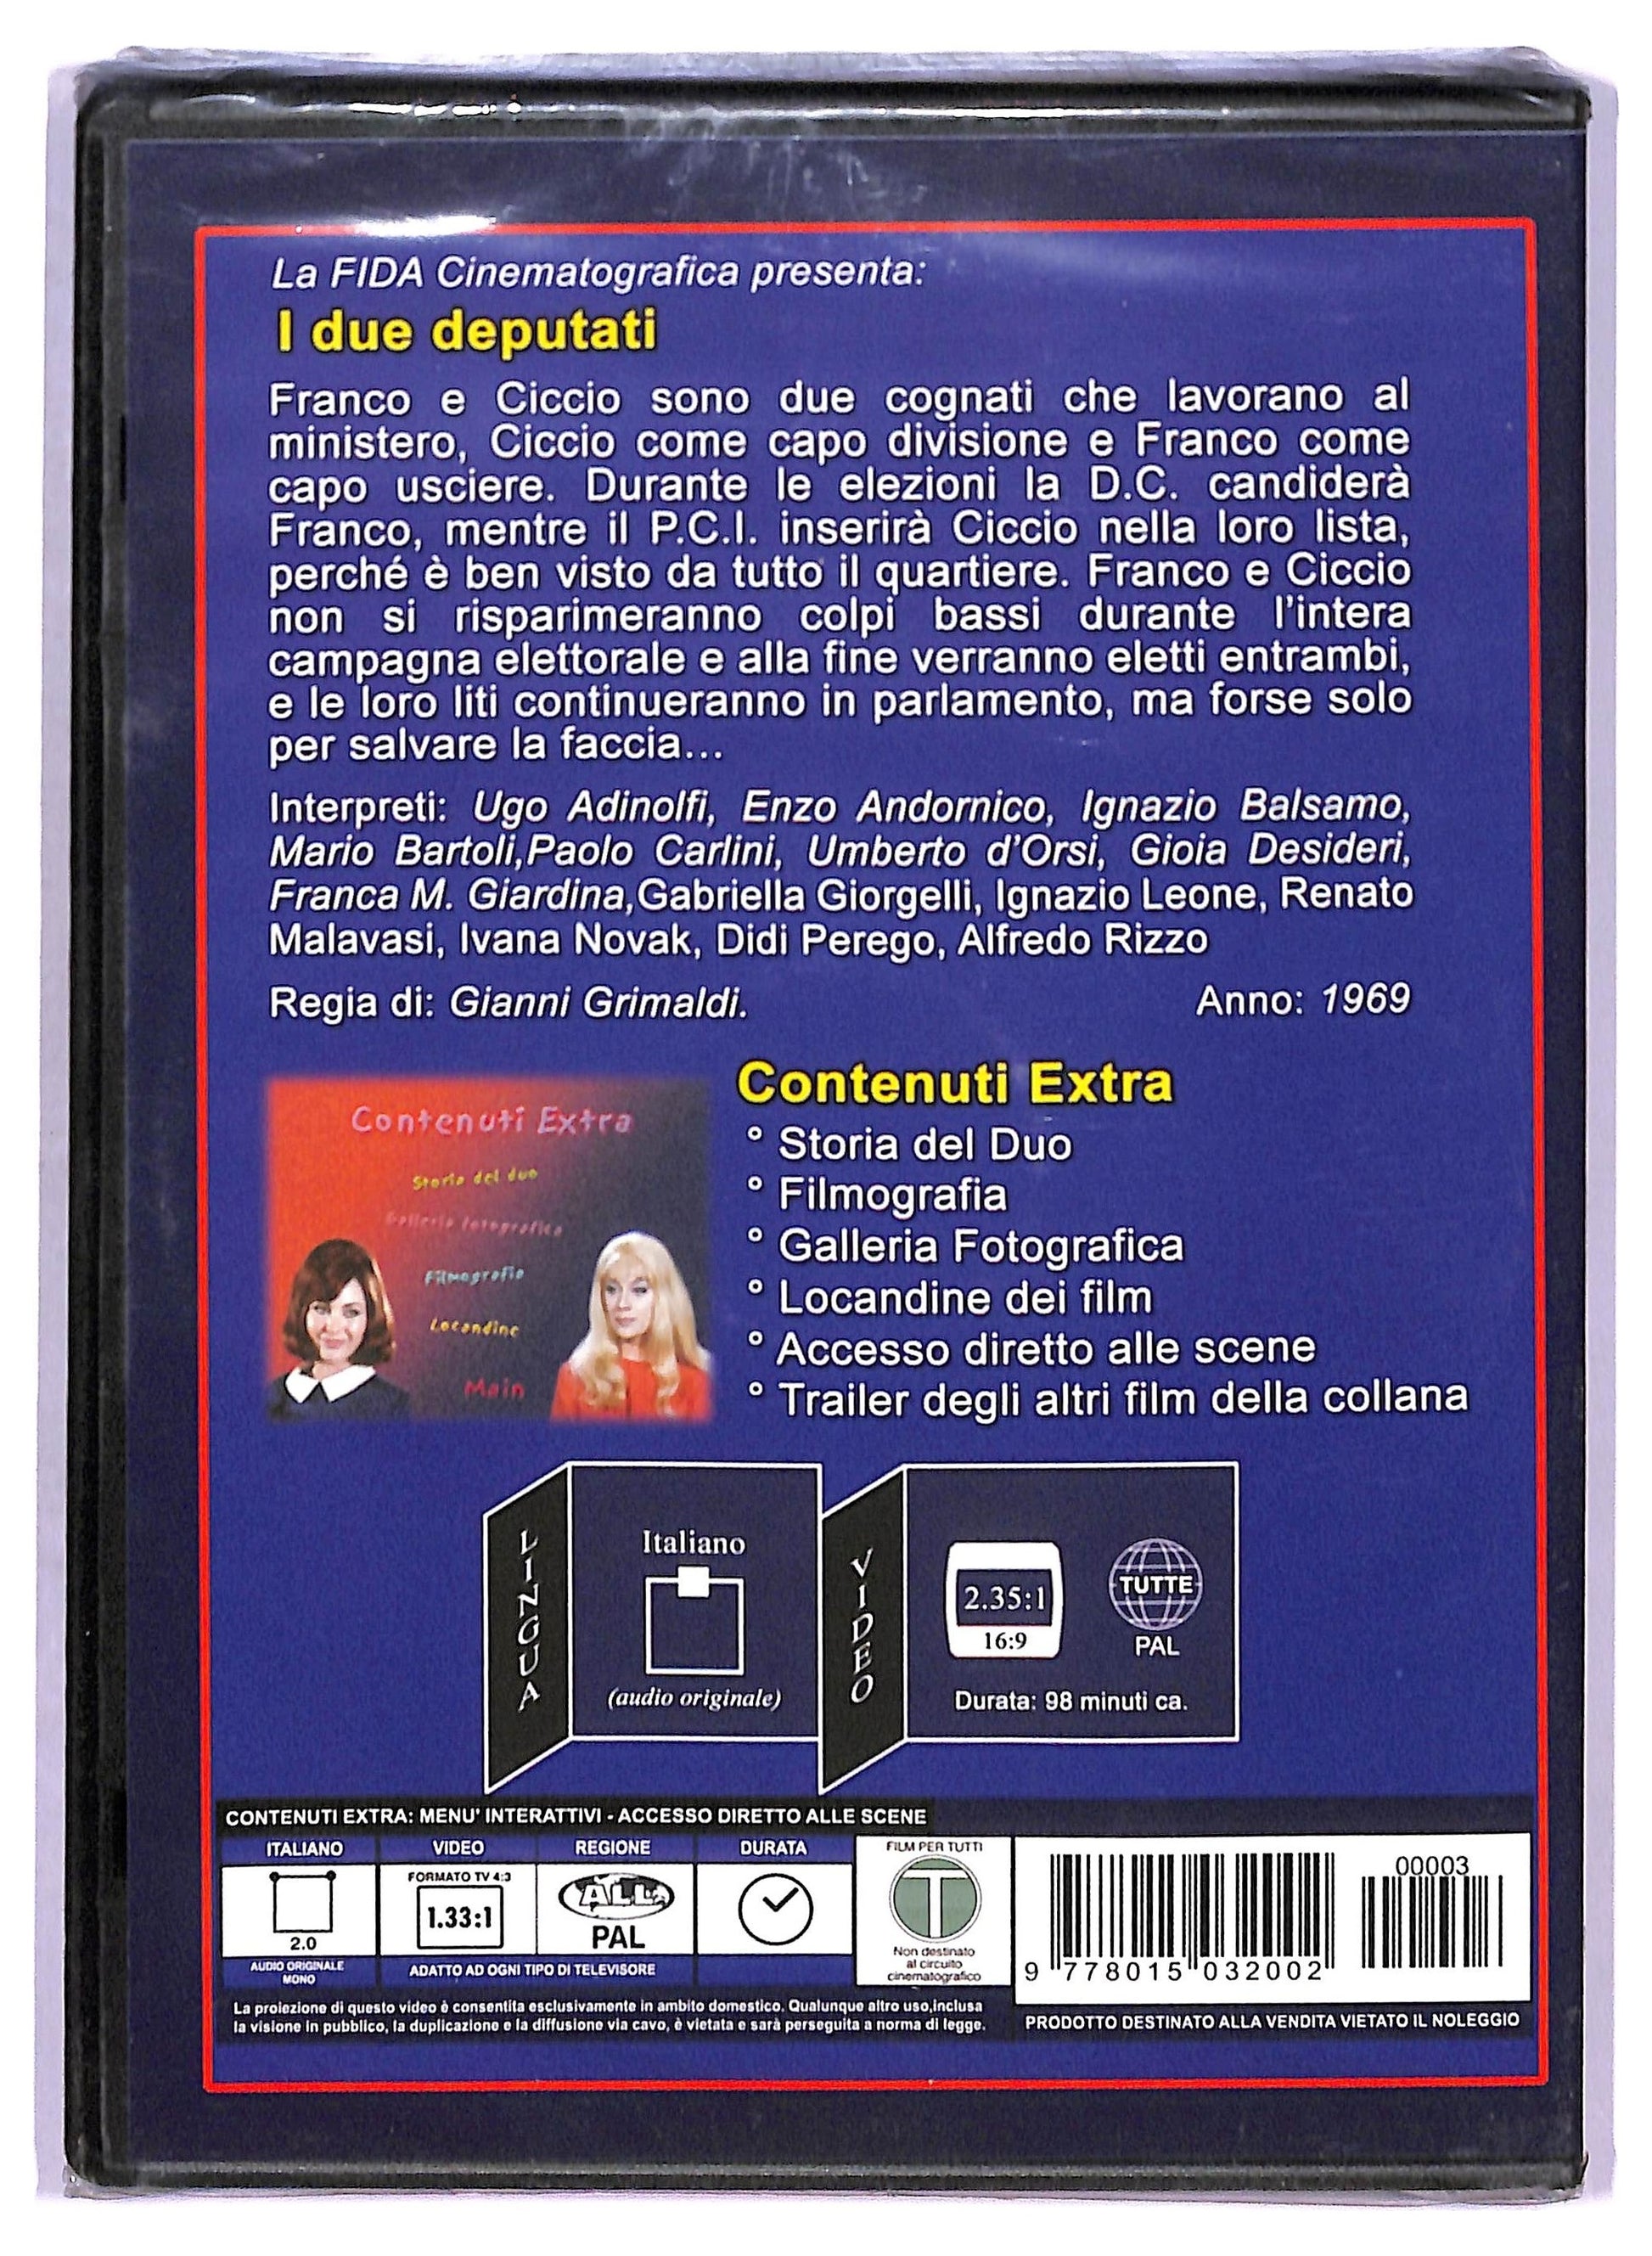 La FIDA Cinematografica presenta:
I due deputati
Franco e Ciccio sono due cognati che lavorano al
ministero, Ciccio come capo divisione e Franco come
capo usciere. Durante le elezioni la D.C. candiderà
Franco, mentre il P.C.I. inserirà Ciccio nella loro lista,
perché è ben visto da tutto il quartiere. Franco e Ciccio
non si risparimeranno colpi bassi durante l'intera
campagna elettorale e alla fine verranno eletti entrambi,
e le loro liti continueranno in parlamento, ma forse solo
per salvare la faccia...
Interpreti: Ugo Adinolfi, Enzo Andornico, Ignazio Balsamo,
Mario Bartoli,Paolo Carlini, Umberto d'Orsi, Gioia Desideri,
Franca M. Giardina,Gabriella Giorgelli, Ignazio Leone, Renato
Malavasi, Ivana Novak, Didi Perego, Alfredo Rizzo
Regia di: Gianni Grimaldi. Anno: 1969
Contenuti Extra
Storia del duo
Galleria fotografica
Filmografia
Locandine
Main
Contenuti Extra
° Storia del Duo
° Filmografia
° Galleria Fotografica
° Locandine dei film
° Accesso diretto alle scene
° Trailer degli altri film della collana
LINGUA
Italiano
(audio originale)
VIDEO
2.35:1
16:9
TUTTE
PAL
Durata: 98 minuti ca.
CONTENUTI EXTRA: MENU' INTERATTIVI - ACCESSO DIRETTO ALLE SCENE
ITALIANO
2.0
AUDIO ORIGINALE
MONO
VIDEO
FORMATO TV 4:3
1.33:1
REGIONE
ALL
PAL
ADATTO AD OGNI TIPO DI TELEVISORE
DURATA
FILM PER TUTTI
T
Non destinato
al circuito
cinematografico
00003
9 778015 032002
La proiezione di questo video è consentita esclusivamente in ambito domestico. Qualunque altro uso,inclusa
la visione in pubblico, la duplicazione e la diffusione via cavo, è vietata e sarà perseguita a norma di legge.
PRODOTTO DESTINATO ALLA VENDITA VIETATO IL NOLEGGIO